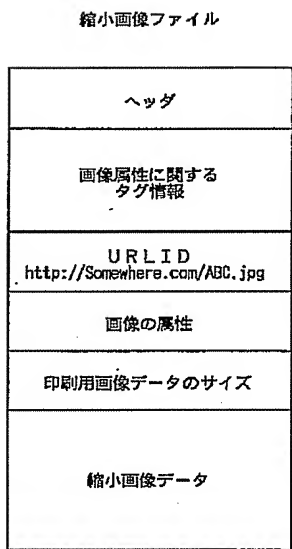 縮小画像ファイル
ヘッダ
画像属性に関する
タグ情報
URLID
http://Somewhere.com/ABC.jpg
画像の属性
印刷用画像データのサイズ
縮小画像データ